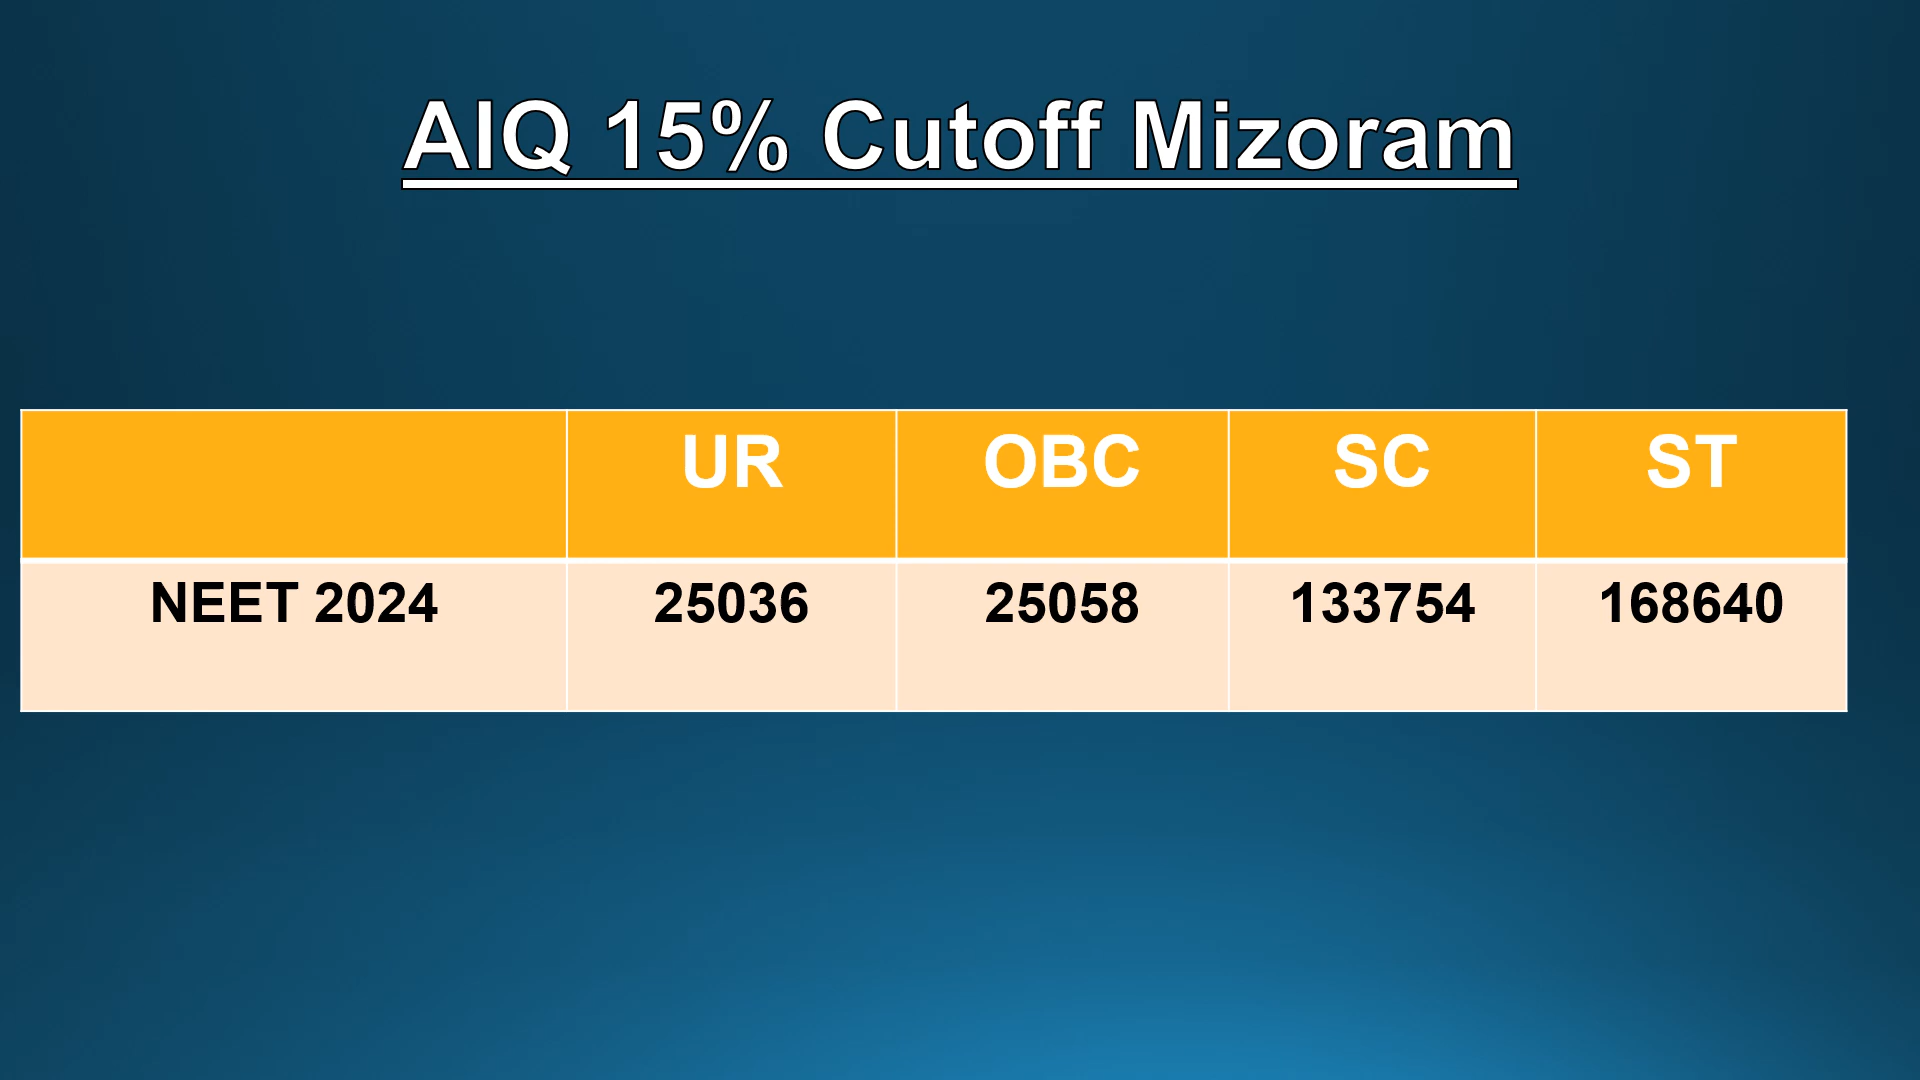 AIQ 15% Cutoff Mizoram
UR OBC SC ST
NEET 2024 25036 25058 133754 168640